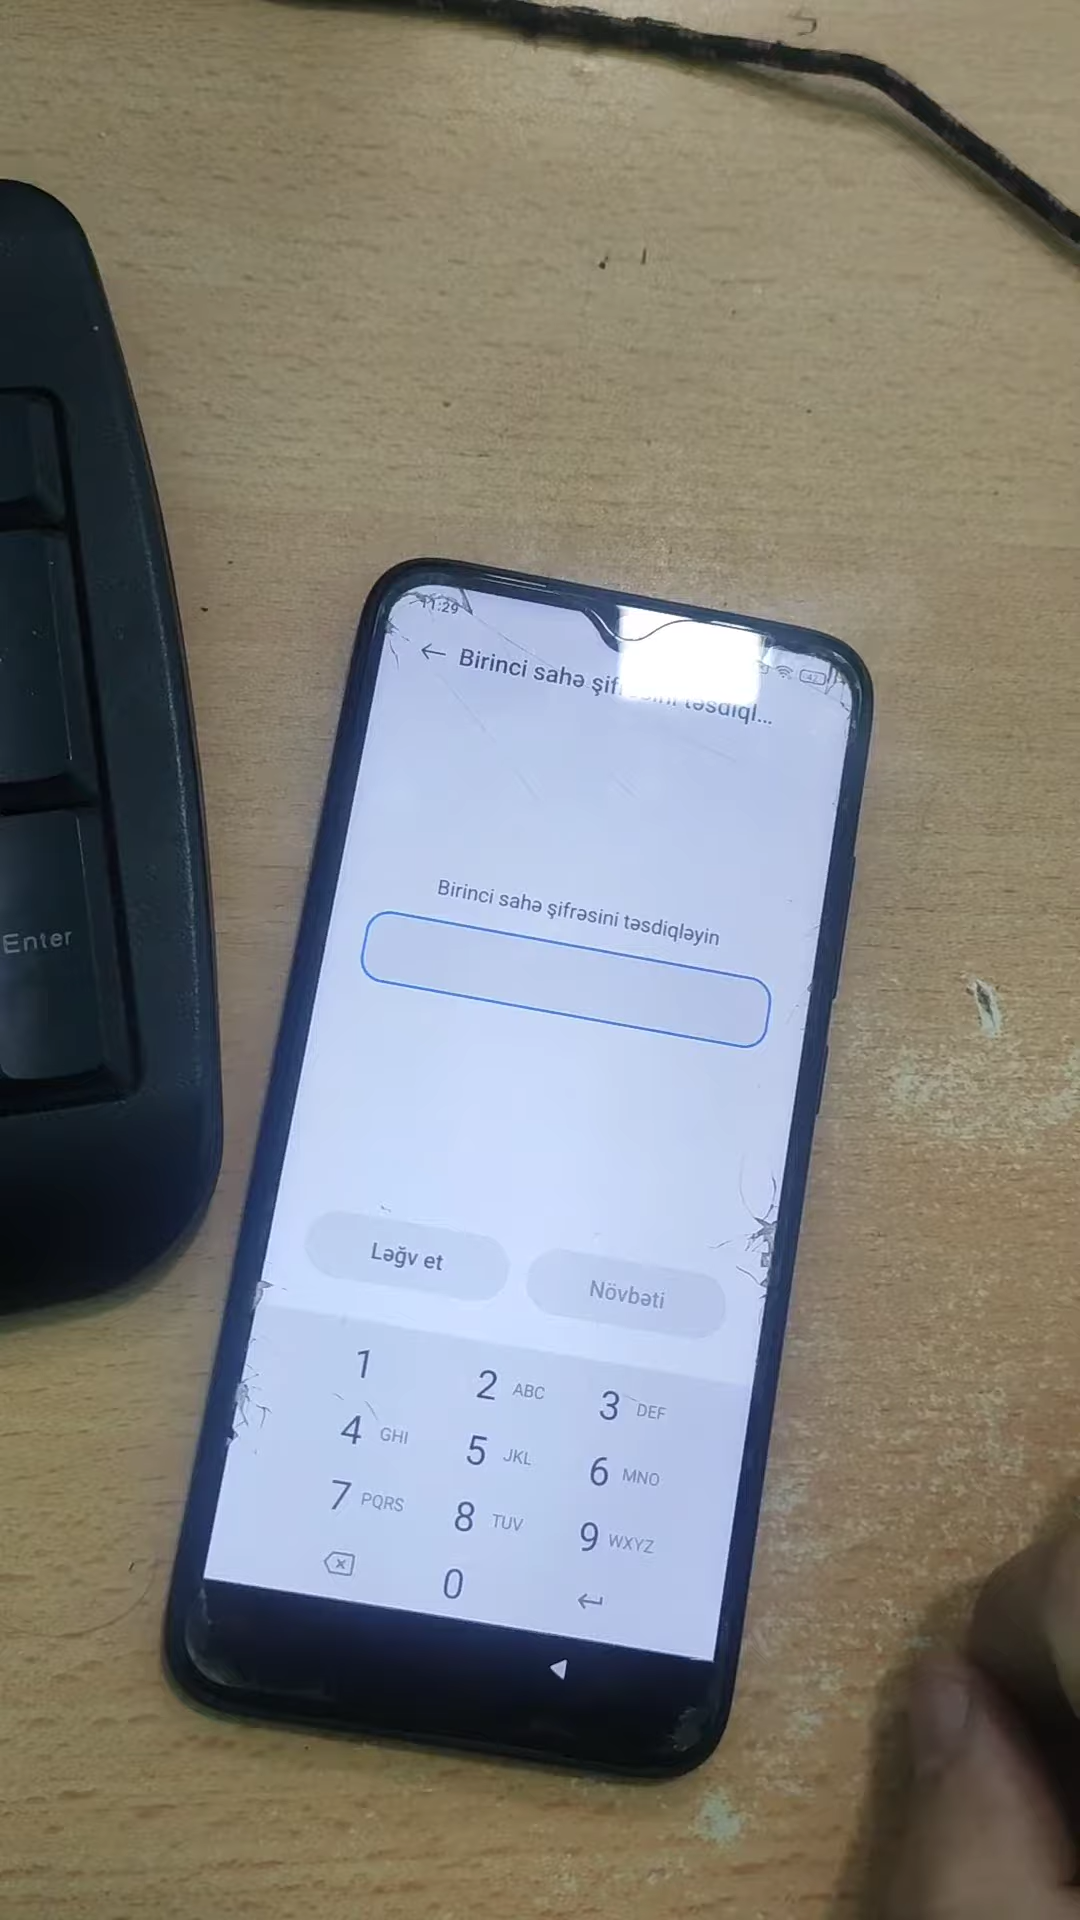 11:29
← Birinci sahə təsdiql...
47
Birinci sahə şifrəsini təsdiqləyin
Ləğv et
Növbəti
1
2 ABC
3 DEF
4 GHI
5 JKL
6 MNO
7 PQRS
8 TUV
9 WXYZ
0
Enter